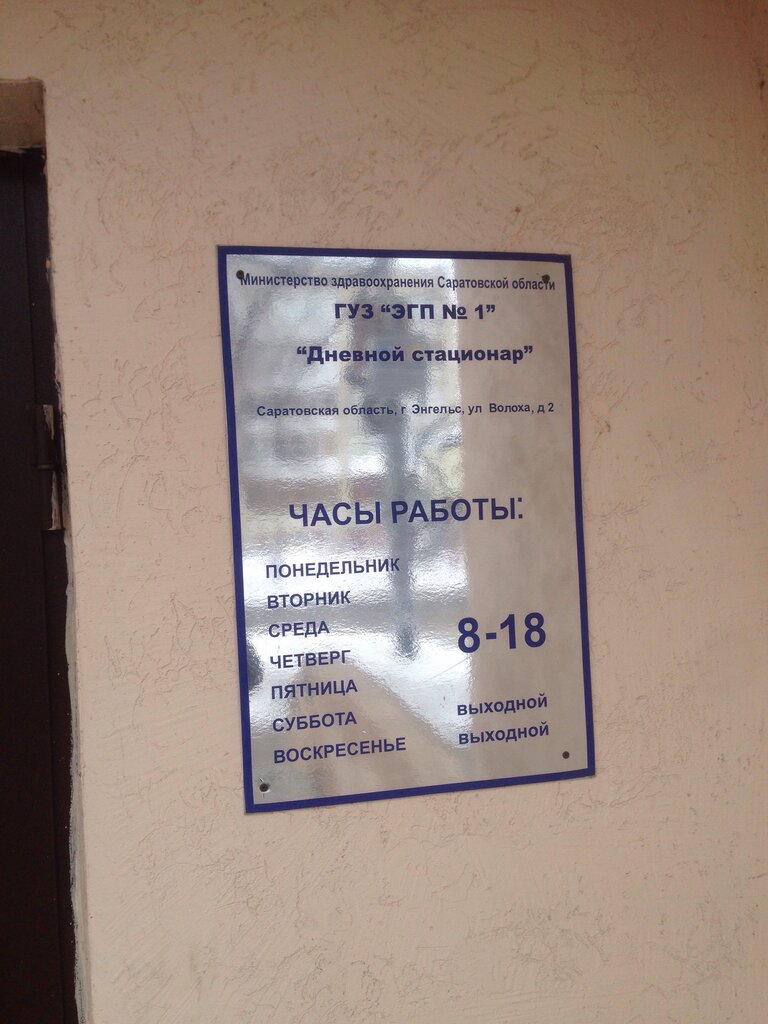 Министерство здравоохранения Саратовской области
ГУЗ “ЭГП № 1”
“Дневной стационар”
Саратовская область, г Энгельс, ул Волоха, д 2
ЧАСЫ РАБОТЫ:
ПОНЕДЕЛЬНИК
ВТОРНИК
СРЕДА 8-18
ЧЕТВЕРГ
ПЯТНИЦА
СУББОТА выходной
ВОСКРЕСЕНЬЕ выходной